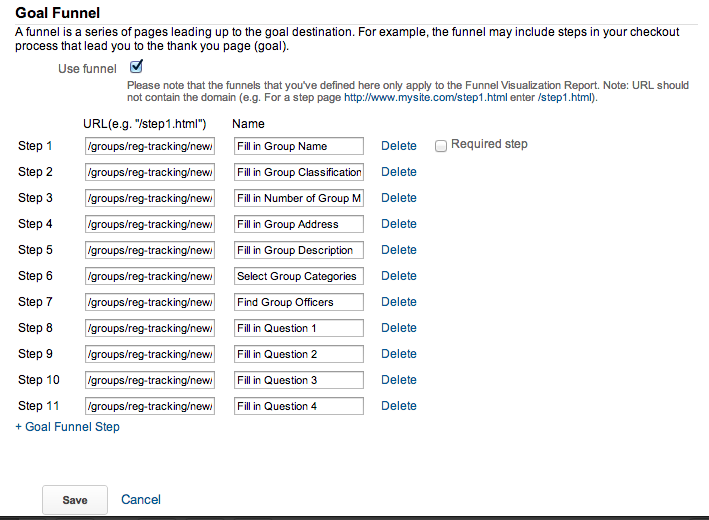 Goal Funnel
A funnel is a series of pages leading up to the goal destination. For example, the funnel may include steps in your checkout
process that lead you to the thank you page (goal).
Use funnel
Please note that the funnels that you've defined here only apply to the Funnel Visualization Report. Note: URL should
not contain the domain (e.g. For a step page http://www.mysite.com/step1.html enter /step1.html).
URL(e.g. "/step1.html") Name
Step 1 /groups/reg-tracking/new/ Fill in Group Name Delete Required step
Step 2 /groups/reg-tracking/new/ Fill in Group Classification Delete
Step 3 /groups/reg-tracking/new/ Fill in Number of Group M Delete
Step 4 /groups/reg-tracking/new/ Fill in Group Address Delete
Step 5 /groups/reg-tracking/new/ Fill in Group Description Delete
Step 6 /groups/reg-tracking/new/ Select Group Categories Delete
Step 7 /groups/reg-tracking/new/ Find Group Officers Delete
Step 8 /groups/reg-tracking/new/ Fill in Question 1 Delete
Step 9 /groups/reg-tracking/new/ Fill in Question 2 Delete
Step 10 /groups/reg-tracking/new/ Fill in Question 3 Delete
Step 11 /groups/reg-tracking/new/ Fill in Question 4 Delete
+ Goal Funnel Step
Save Cancel